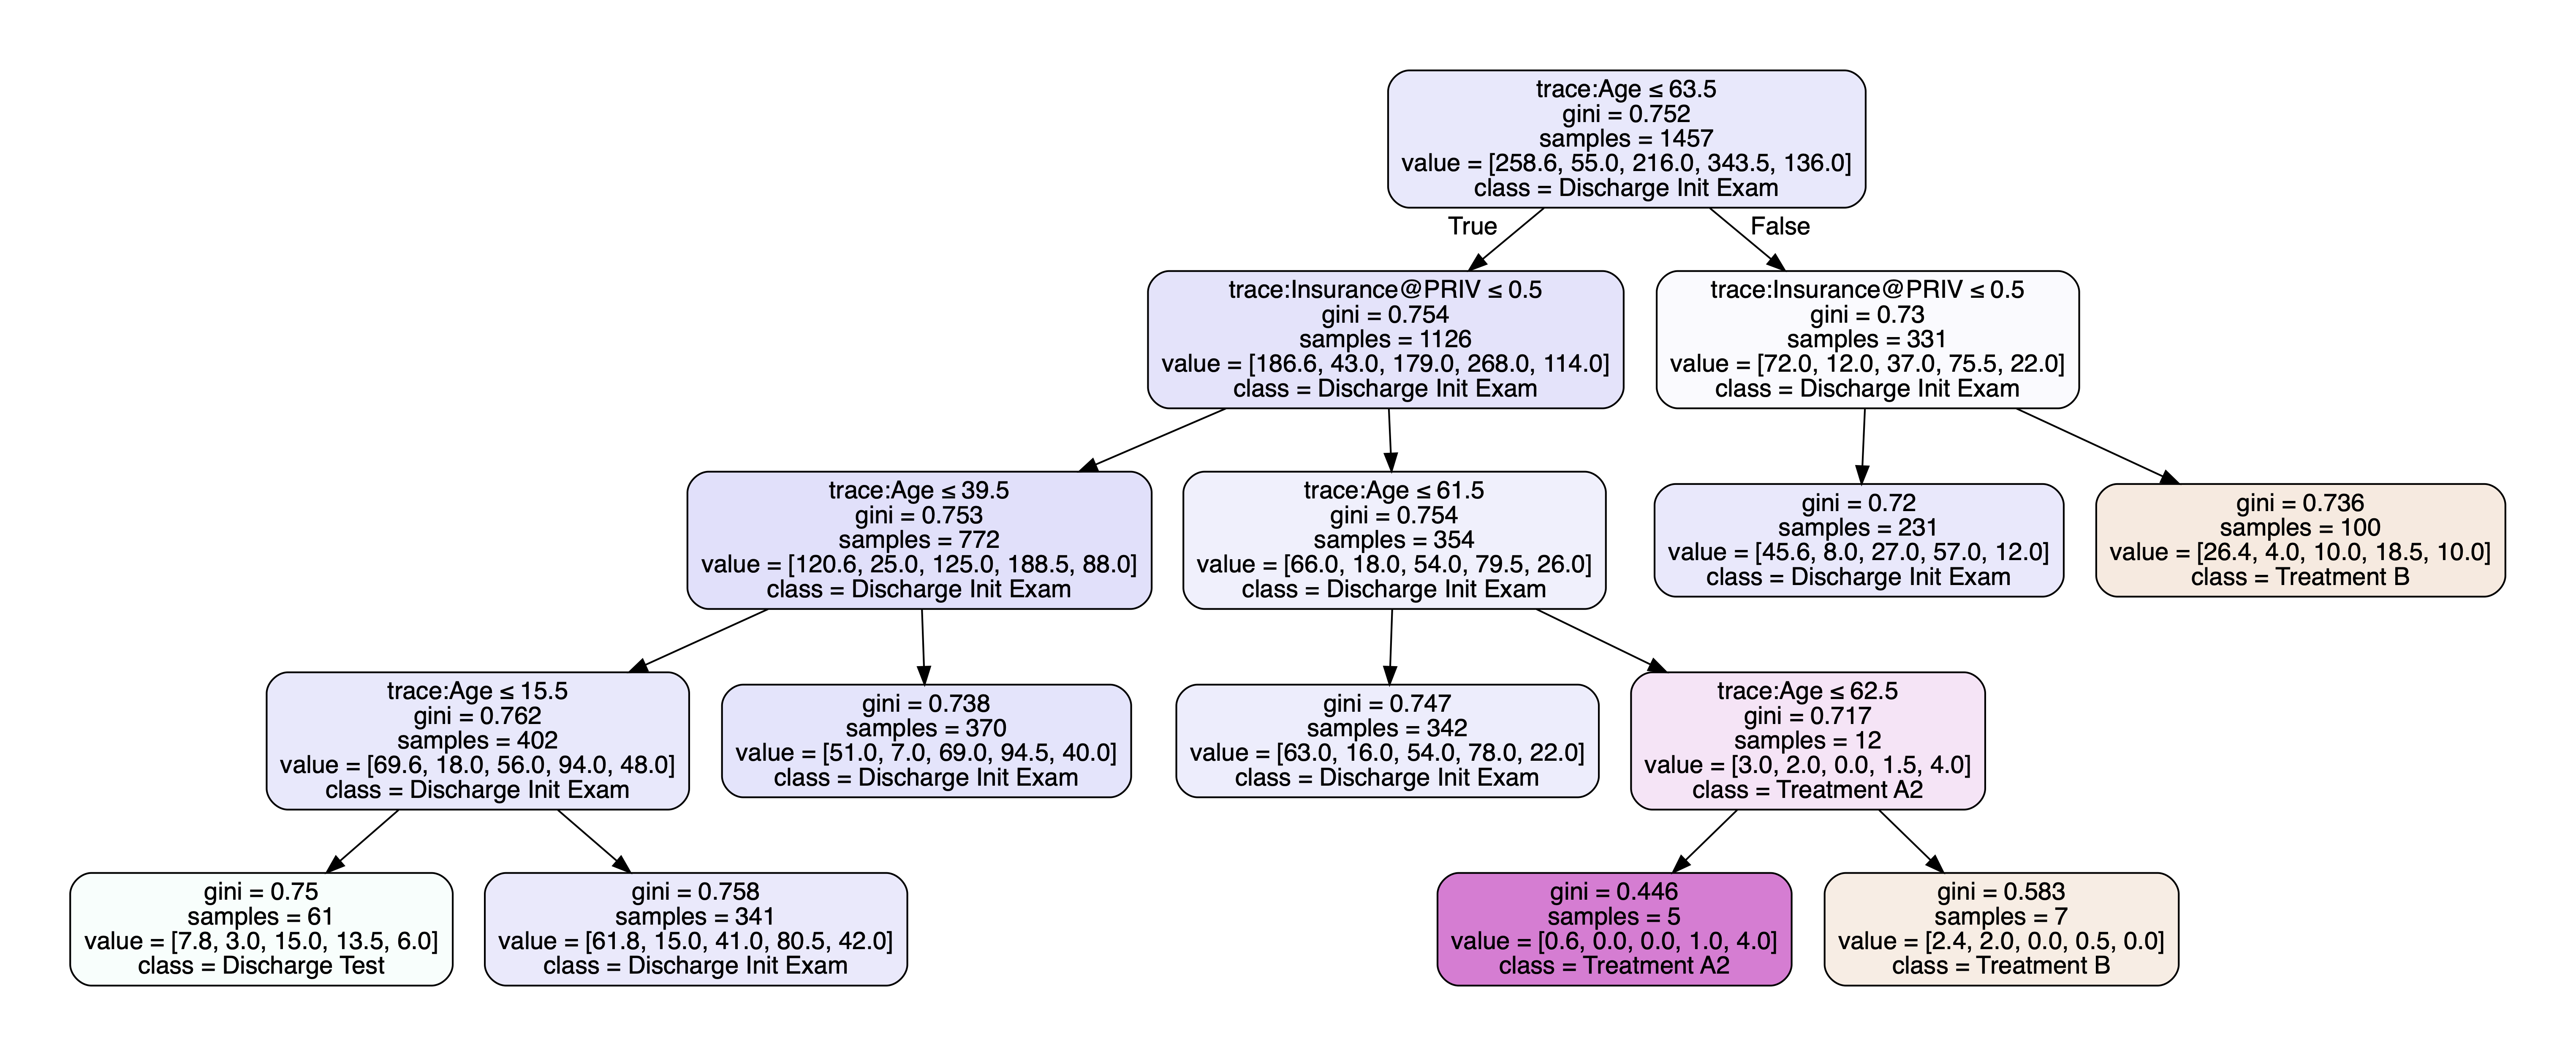 trace:Age ≤ 63.5
gini = 0.752
samples = 1457
value = [258.6, 55.0, 216.0, 343.5, 136.0]
class = Discharge Init Exam
True
False
trace:Insurance@PRIV ≤ 0.5
gini = 0.754
samples = 1126
value = [186.6, 43.0, 179.0, 268.0, 114.0]
class = Discharge Init Exam
trace:Insurance@PRIV ≤ 0.5
gini = 0.73
samples = 331
value = [72.0, 12.0, 37.0, 75.5, 22.0]
class = Discharge Init Exam
trace:Age ≤ 39.5
gini = 0.753
samples = 772
value = [120.6, 25.0, 125.0, 188.5, 88.0]
class = Discharge Init Exam
trace:Age ≤ 61.5
gini = 0.754
samples = 354
value = [66.0, 18.0, 54.0, 79.5, 26.0]
class = Discharge Init Exam
gini = 0.72
samples = 231
value = [45.6, 8.0, 27.0, 57.0, 12.0]
class = Discharge Init Exam
gini = 0.736
samples = 100
value = [26.4, 4.0, 10.0, 18.5, 10.0]
class = Treatment B
trace:Age ≤ 15.5
gini = 0.762
samples = 402
value = [69.6, 18.0, 56.0, 94.0, 48.0]
class = Discharge Init Exam
gini = 0.738
samples = 370
value = [51.0, 7.0, 69.0, 94.5, 40.0]
class = Discharge Init Exam
gini = 0.747
samples = 342
value = [63.0, 16.0, 54.0, 78.0, 22.0]
class = Discharge Init Exam
trace:Age ≤ 62.5
gini = 0.717
samples = 12
value = [3.0, 2.0, 0.0, 1.5, 4.0]
class = Treatment A2
gini = 0.75
samples = 61
value = [7.8, 3.0, 15.0, 13.5, 6.0]
class = Discharge Test
gini = 0.758
samples = 341
value = [61.8, 15.0, 41.0, 80.5, 42.0]
class = Discharge Init Exam
gini = 0.446
samples = 5
value = [0.6, 0.0, 0.0, 1.0, 4.0]
class = Treatment A2
gini = 0.583
samples = 7
value = [2.4, 2.0, 0.0, 0.5, 0.0]
class = Treatment B